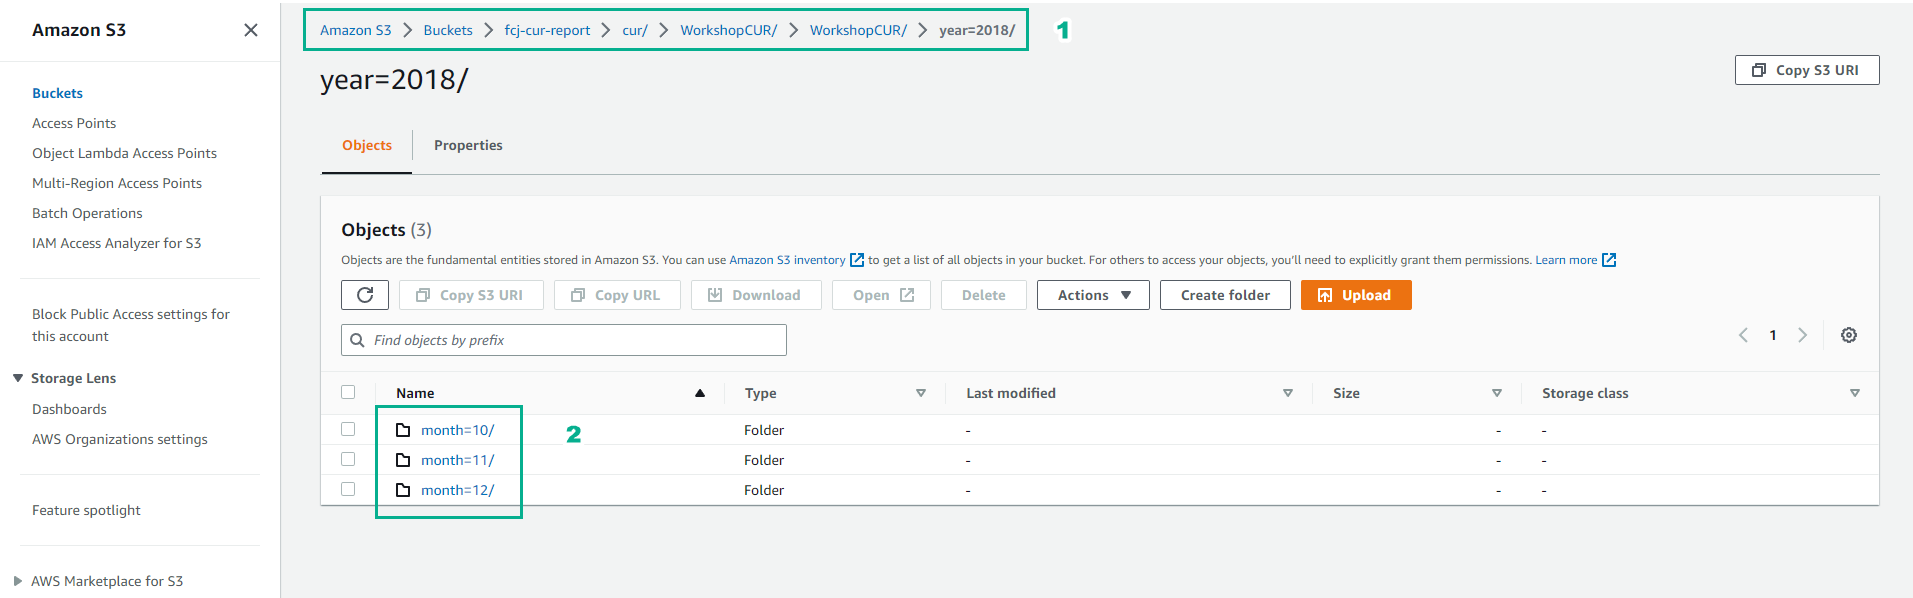 Amazon S3
Buckets
Access Points
Object Lambda Access Points
Multi-Region Access Points
Batch Operations
IAM Access Analyzer for S3
Block Public Access settings for
this account
Storage Lens
Dashboards
AWS Organizations settings
Feature spotlight
AWS Marketplace for S3
Amazon S3 > Buckets > fcj-cur-report > cur/ > WorkshopCUR/ > WorkshopCUR/ > year=2018/ 1
year=2018/
Copy S3 URI
Objects Properties
Objects (3)
Objects are the fundamental entities stored in Amazon S3. You can use Amazon S3 inventory to get a list of all objects in your bucket. For others to access your objects, you'll need to explicitly grant them permissions. Learn more
Copy S3 URI Copy URL Download Open Delete Actions Create folder Upload
Find objects by prefix
1
Name Type Last modified Size Storage class
month=10/ Folder - - -
2
month=11/ Folder - - -
month=12/ Folder - - -